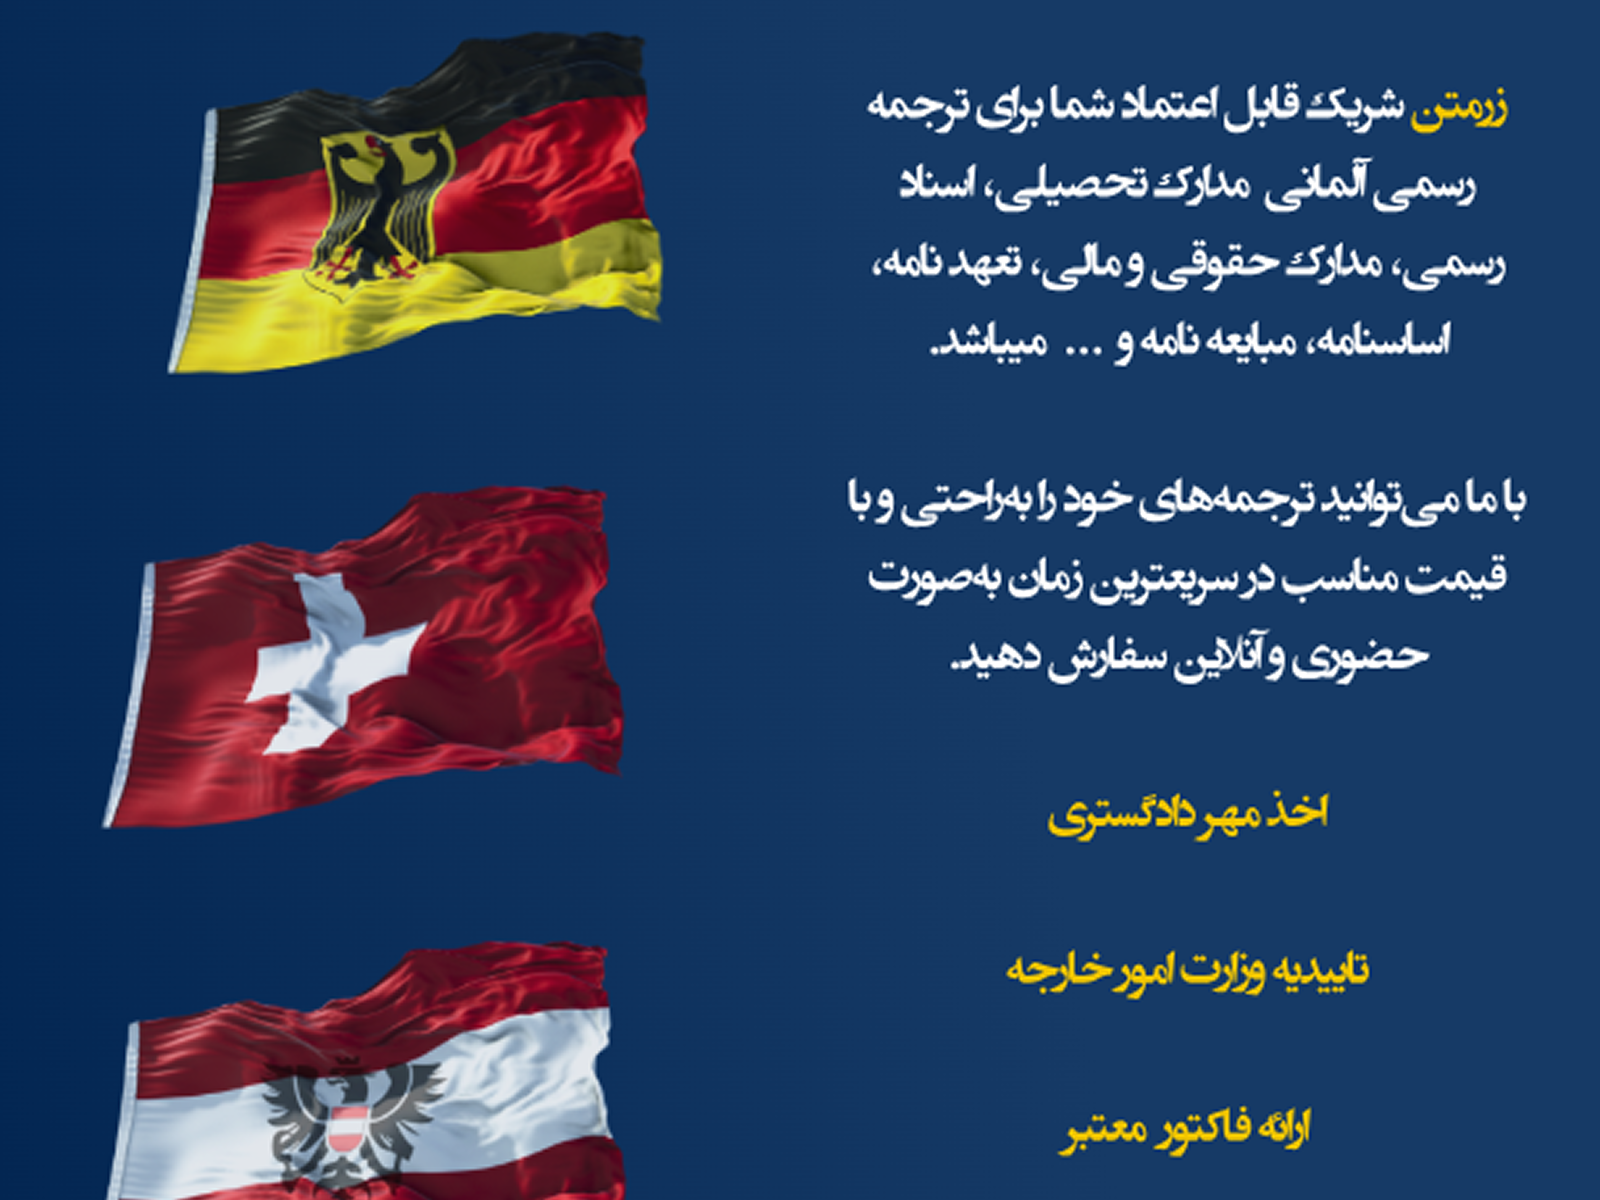 زرمتن شریک قابل اعتماد شما برای ترجمه
رسمی آلمانی مدارک تحصیلی، اسناد
رسمی، مدارک حقوقی و مالی، تعهد نامه،
اساسنامه، مبایعه نامه و ... میباشد.
با ما می‌توانید ترجمه‌های خود را به‌راحتی و با
قیمت مناسب در سریعترین زمان به‌صورت
حضوری و آنلاین سفارش دهید.
اخذ مهر دادگستری
تاییدیه وزارت امور خارجه
ارائه فاکتور معتبر